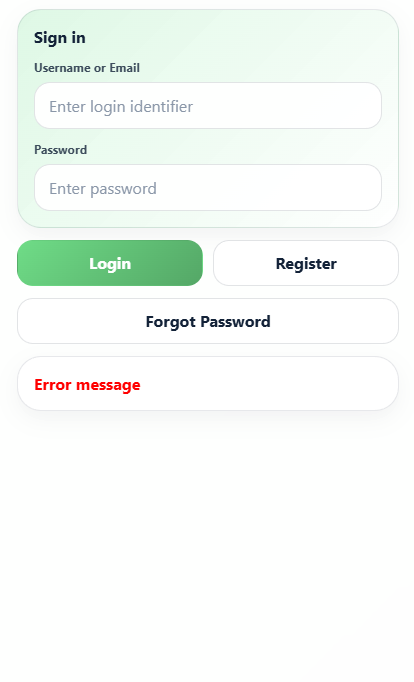 Sign in
Username or Email
Enter login identifier
Password
Enter password
Login
Register
Forgot Password
Error message